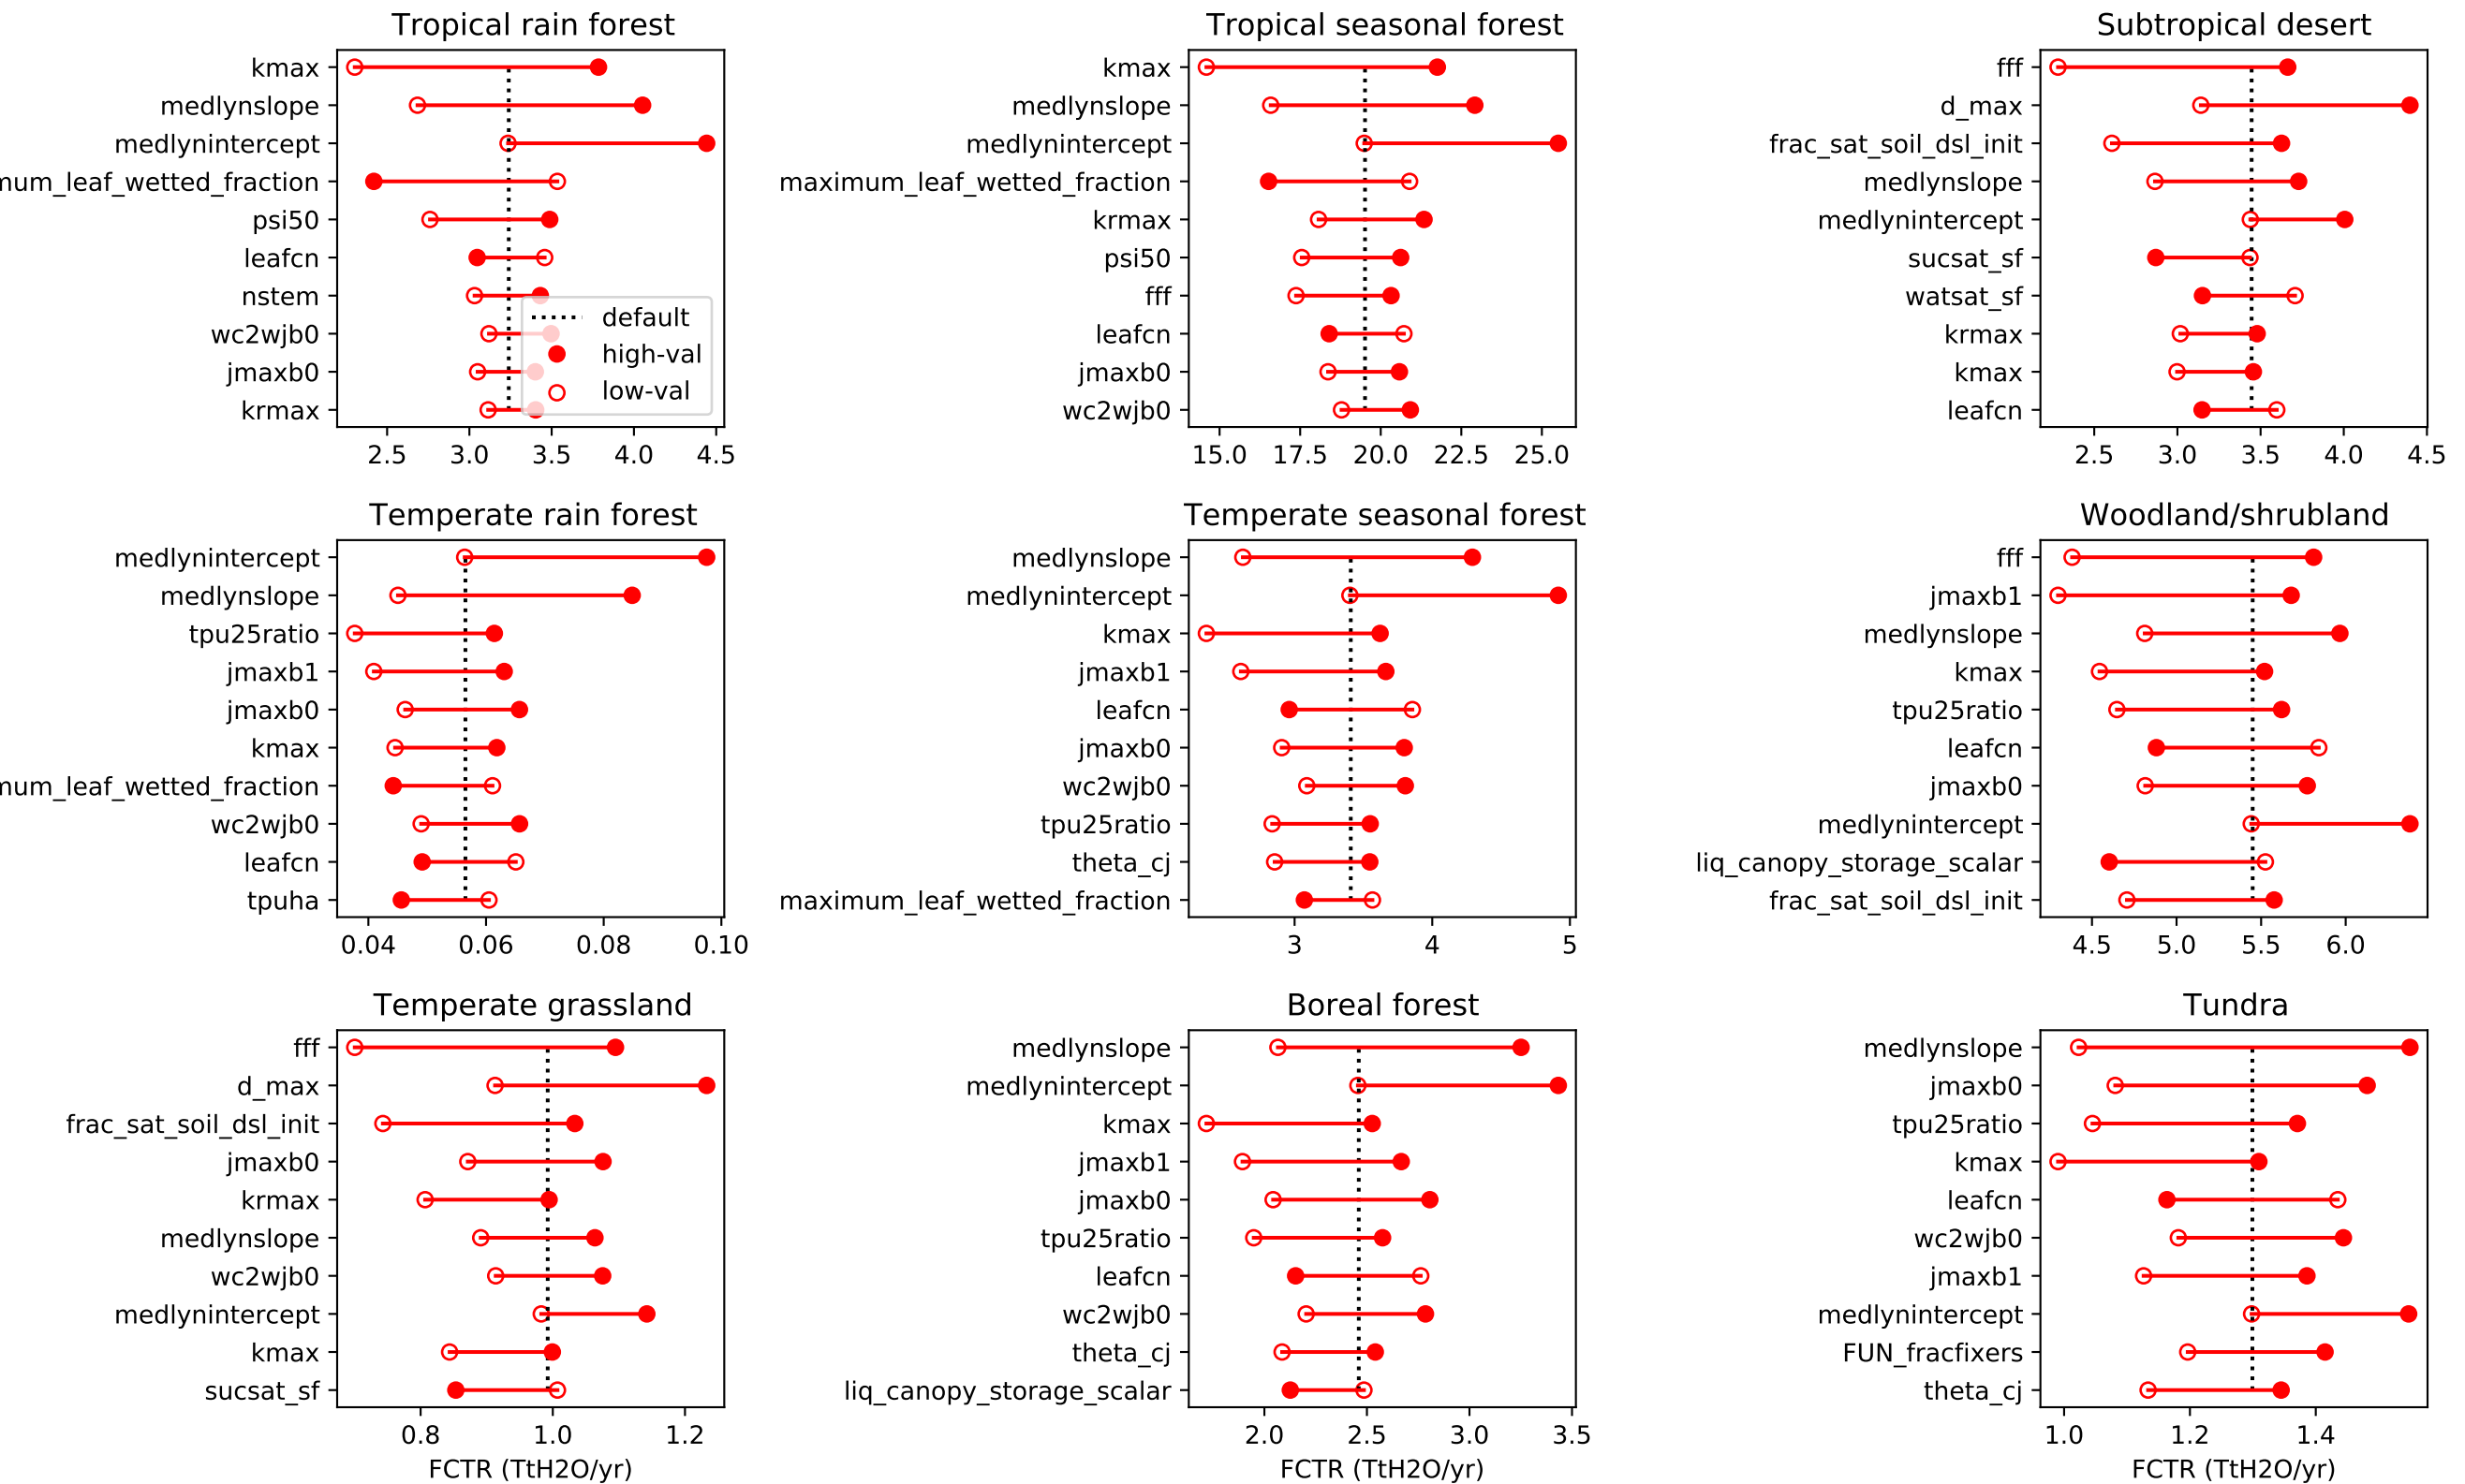 Tropical rain forest
kmax
medlynslope
medlynintercept
mum_leaf_wetted_fraction
psi50
leafcn
nstem
wc2wjb0
jmaxb0
krmax
default
high-val
low-val
2.5 3.0 3.5 4.0 4.5
Tropical seasonal forest
kmax
medlynslope
medlynintercept
maximum_leaf_wetted_fraction
krmax
psi50
fff
leafcn
jmaxb0
wc2wjb0
15.0 17.5 20.0 22.5 25.0
Subtropical desert
fff
d_max
frac_sat_soil_dsl_init
medlynslope
medlynintercept
sucsat_sf
watsat_sf
krmax
kmax
leafcn
2.5 3.0 3.5 4.0 4.5
Temperate rain forest
medlynintercept
medlynslope
tpu25ratio
jmaxb1
jmaxb0
kmax
mum_leaf_wetted_fraction
wc2wjb0
leafcn
tpuha
0.04 0.06 0.08 0.10
Temperate seasonal forest
medlynslope
medlynintercept
kmax
jmaxb1
leafcn
jmaxb0
wc2wjb0
tpu25ratio
theta_cj
maximum_leaf_wetted_fraction
3 4 5
Woodland/shrubland
fff
jmaxb1
medlynslope
kmax
tpu25ratio
leafcn
jmaxb0
medlynintercept
liq_canopy_storage_scalar
frac_sat_soil_dsl_init
4.5 5.0 5.5 6.0
Temperate grassland
fff
d_max
frac_sat_soil_dsl_init
jmaxb0
krmax
medlynslope
wc2wjb0
medlynintercept
kmax
sucsat_sf
0.8 1.0 1.2
FCTR (TtH2O/yr)
Boreal forest
medlynslope
medlynintercept
kmax
jmaxb1
jmaxb0
tpu25ratio
leafcn
wc2wjb0
theta_cj
liq_canopy_storage_scalar
2.0 2.5 3.0 3.5
FCTR (TtH2O/yr)
Tundra
medlynslope
jmaxb0
tpu25ratio
kmax
leafcn
wc2wjb0
jmaxb1
medlynintercept
FUN_fracfixers
theta_cj
1.0 1.2 1.4
FCTR (TtH2O/yr)